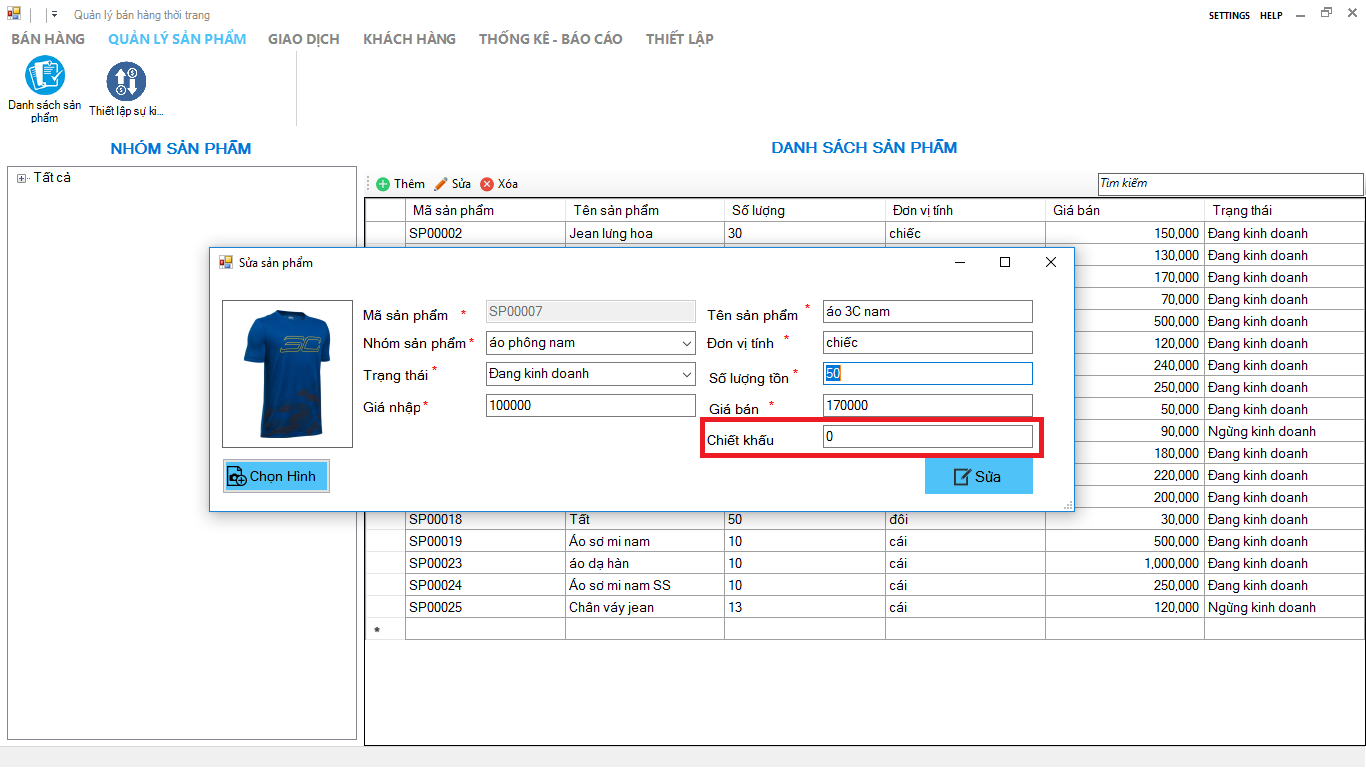 Quản lý bán hàng thời trang
SETTINGS HELP
BÁN HÀNG QUẢN LÝ SẢN PHẨM GIAO DỊCH KHÁCH HÀNG THỐNG KÊ - BÁO CÁO THIẾT LẬP
Danh sách sản phẩm
Thiết lập sự ki...
NHÓM SẢN PHẨM
Tất cả
DANH SÁCH SẢN PHẨM
Thêm Sửa Xóa
Tìm kiếm
Mã sản phẩm Tên sản phẩm Số lượng Đơn vị tính Giá bán Trạng thái
SP00002 Jean lưng hoa 30 chiếc 150,000 Đang kinh doanh
130,000 Đang kinh doanh
170,000 Đang kinh doanh
70,000 Đang kinh doanh
500,000 Đang kinh doanh
120,000 Đang kinh doanh
240,000 Đang kinh doanh
250,000 Đang kinh doanh
50,000 Đang kinh doanh
90,000 Ngừng kinh doanh
180,000 Đang kinh doanh
220,000 Đang kinh doanh
200,000 Đang kinh doanh
SP00018 Tất 50 đôi 30,000 Đang kinh doanh
SP00019 Áo sơ mi nam 10 cái 500,000 Đang kinh doanh
SP00023 áo dạ hàn 10 cái 1,000,000 Đang kinh doanh
SP00024 Áo sơ mi nam SS 10 cái 250,000 Đang kinh doanh
SP00025 Chân váy jean 13 cái 120,000 Ngừng kinh doanh
*
Sửa sản phẩm
3C
Mã sản phẩm * SP00007 Tên sản phẩm * áo 3C nam
Nhóm sản phẩm * áo phông nam Đơn vị tính * chiếc
Trạng thái * Đang kinh doanh Số lượng tồn * 50
Giá nhập * 100000 Giá bán * 170000
Chiết khấu 0
Chọn Hình
Sửa